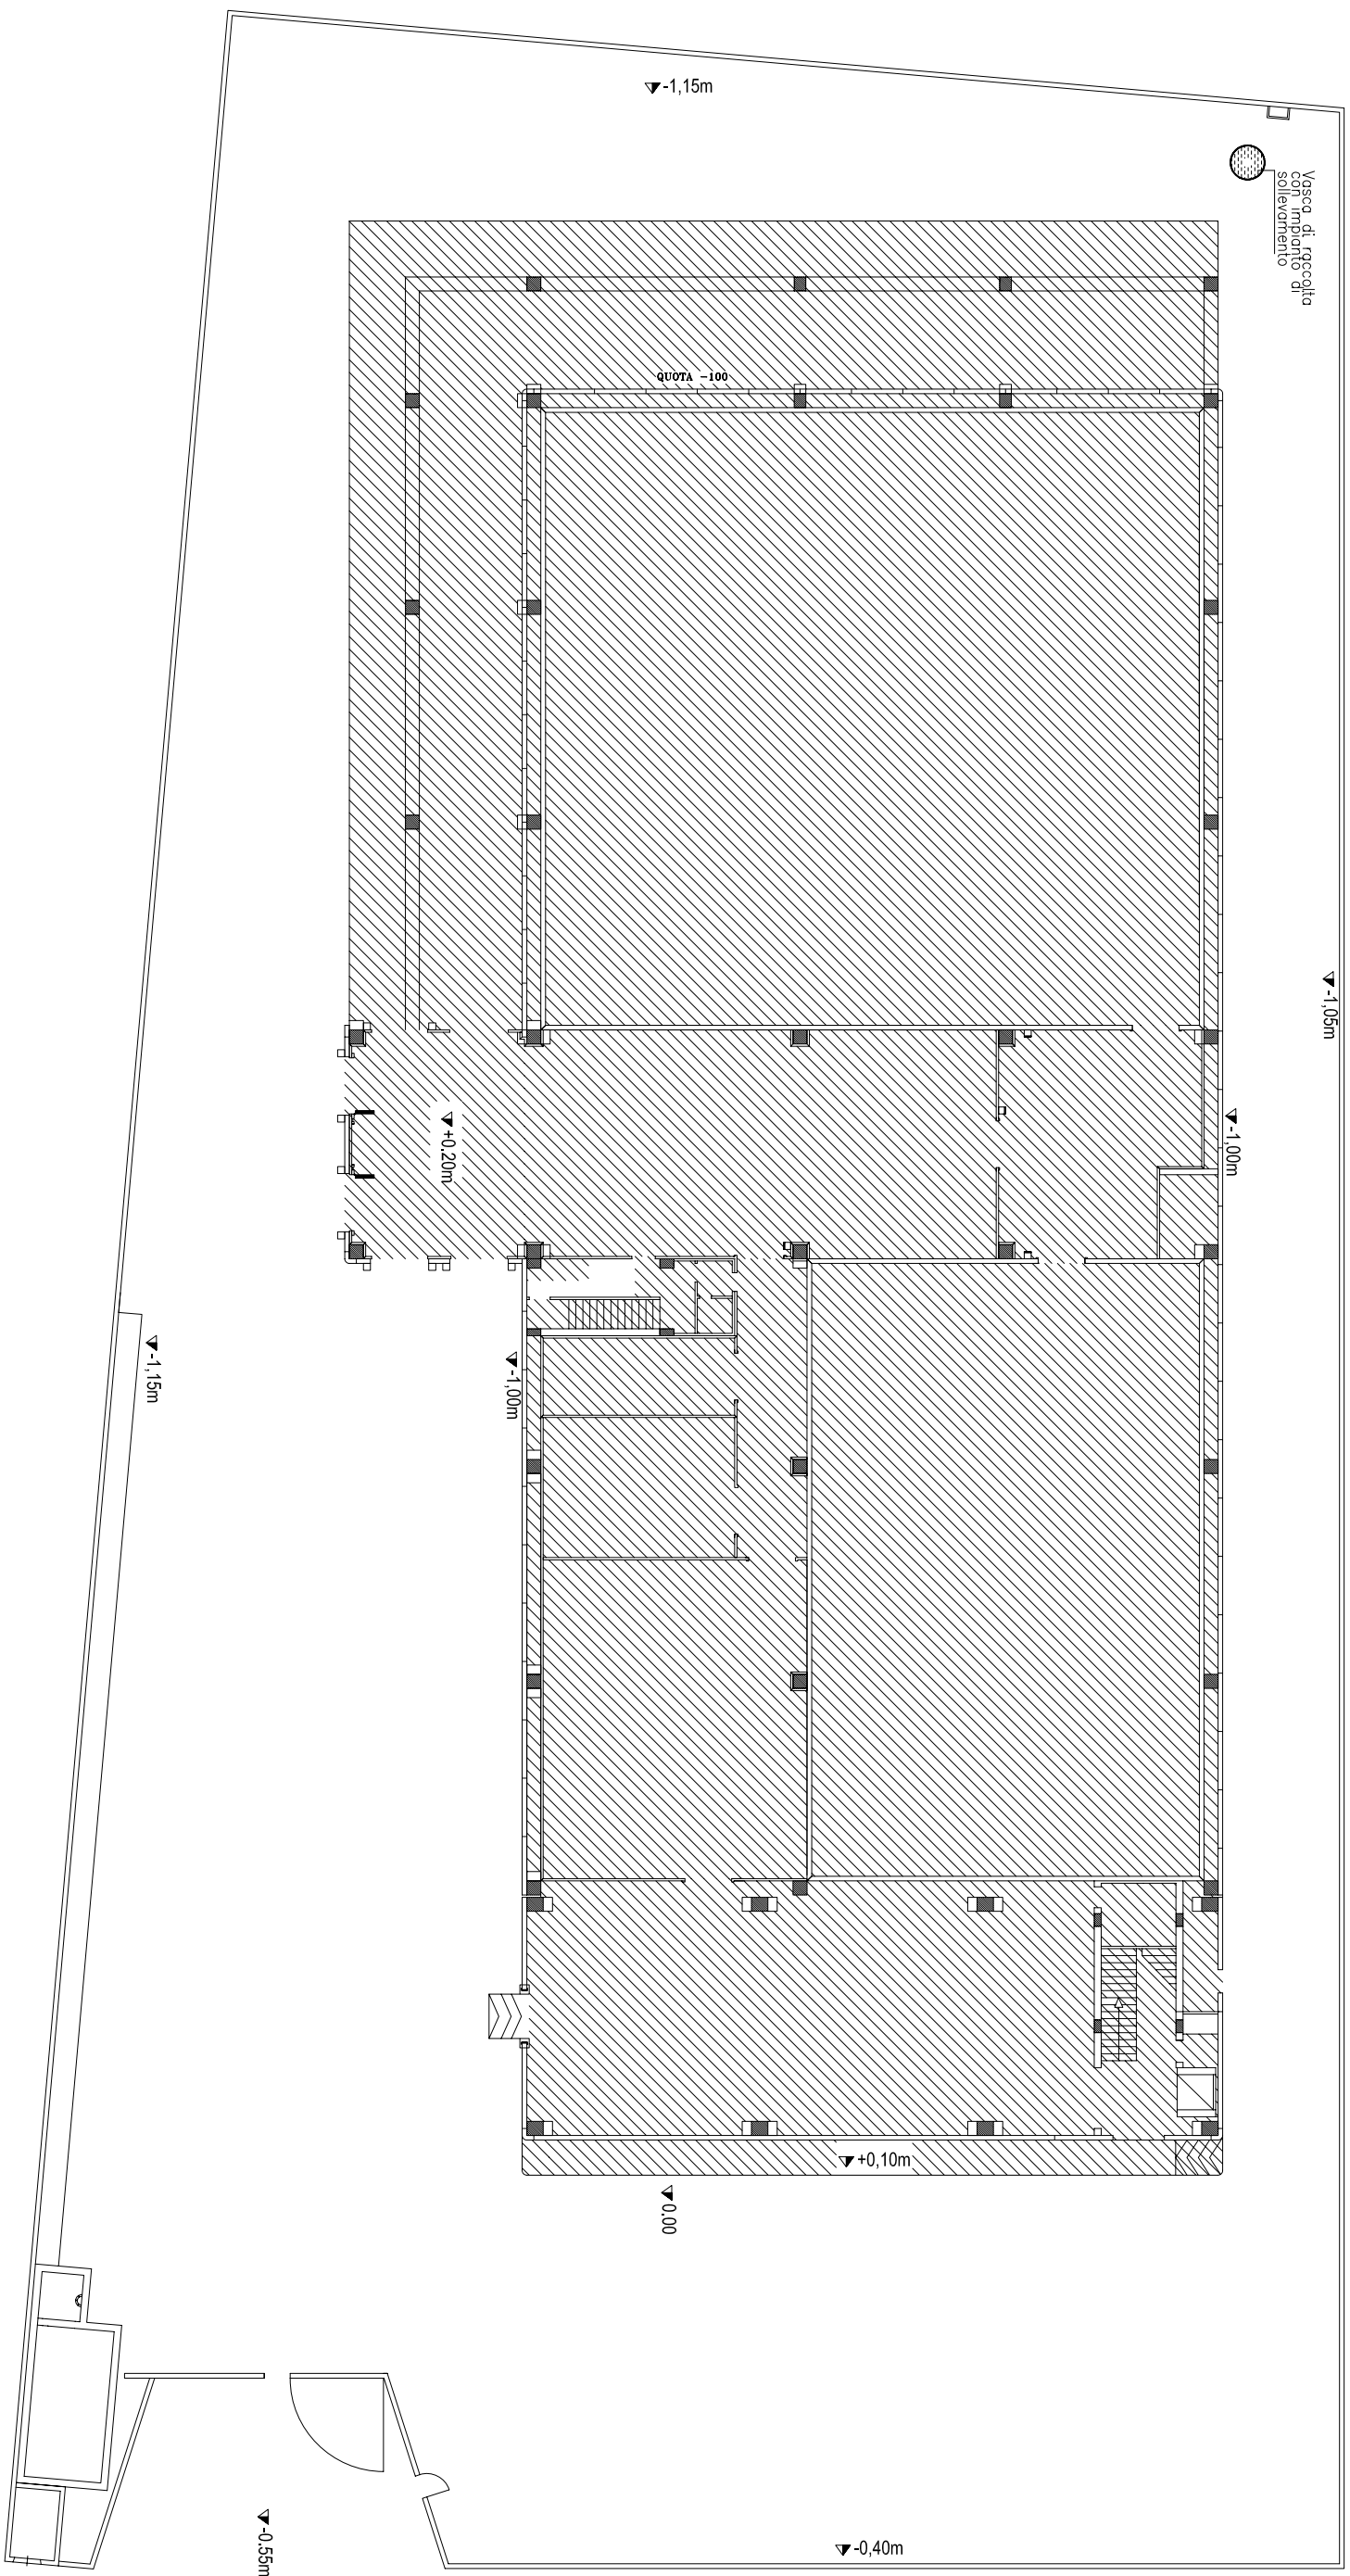 -1,15m
Vasca di raccolta
con impianto di
sollevamento
QUOTA -100
-1,05m
+0.20m
-1,00m
-1,15m
-1,00m
+0,10m
0.00
-0.55m
-0,40m